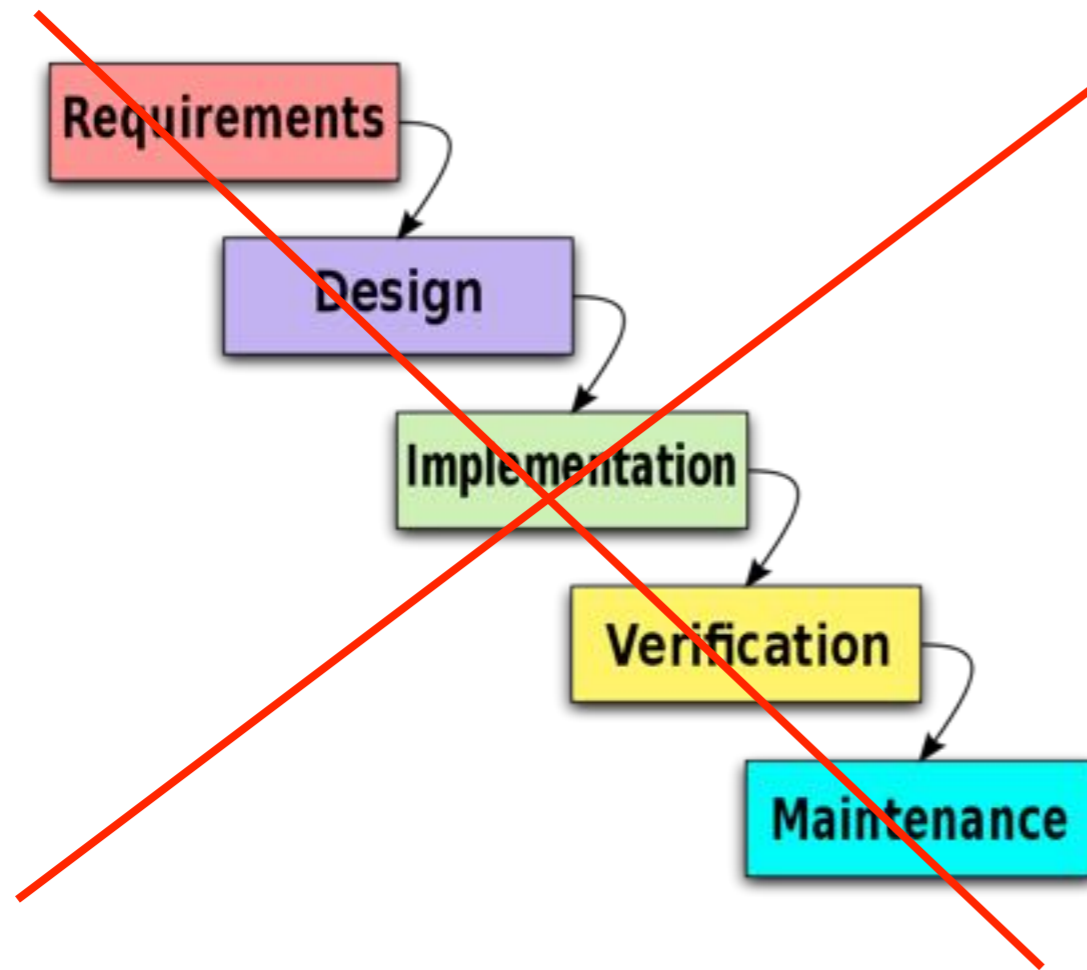 Requirements
Design
Implementation
Verification
Maintenance